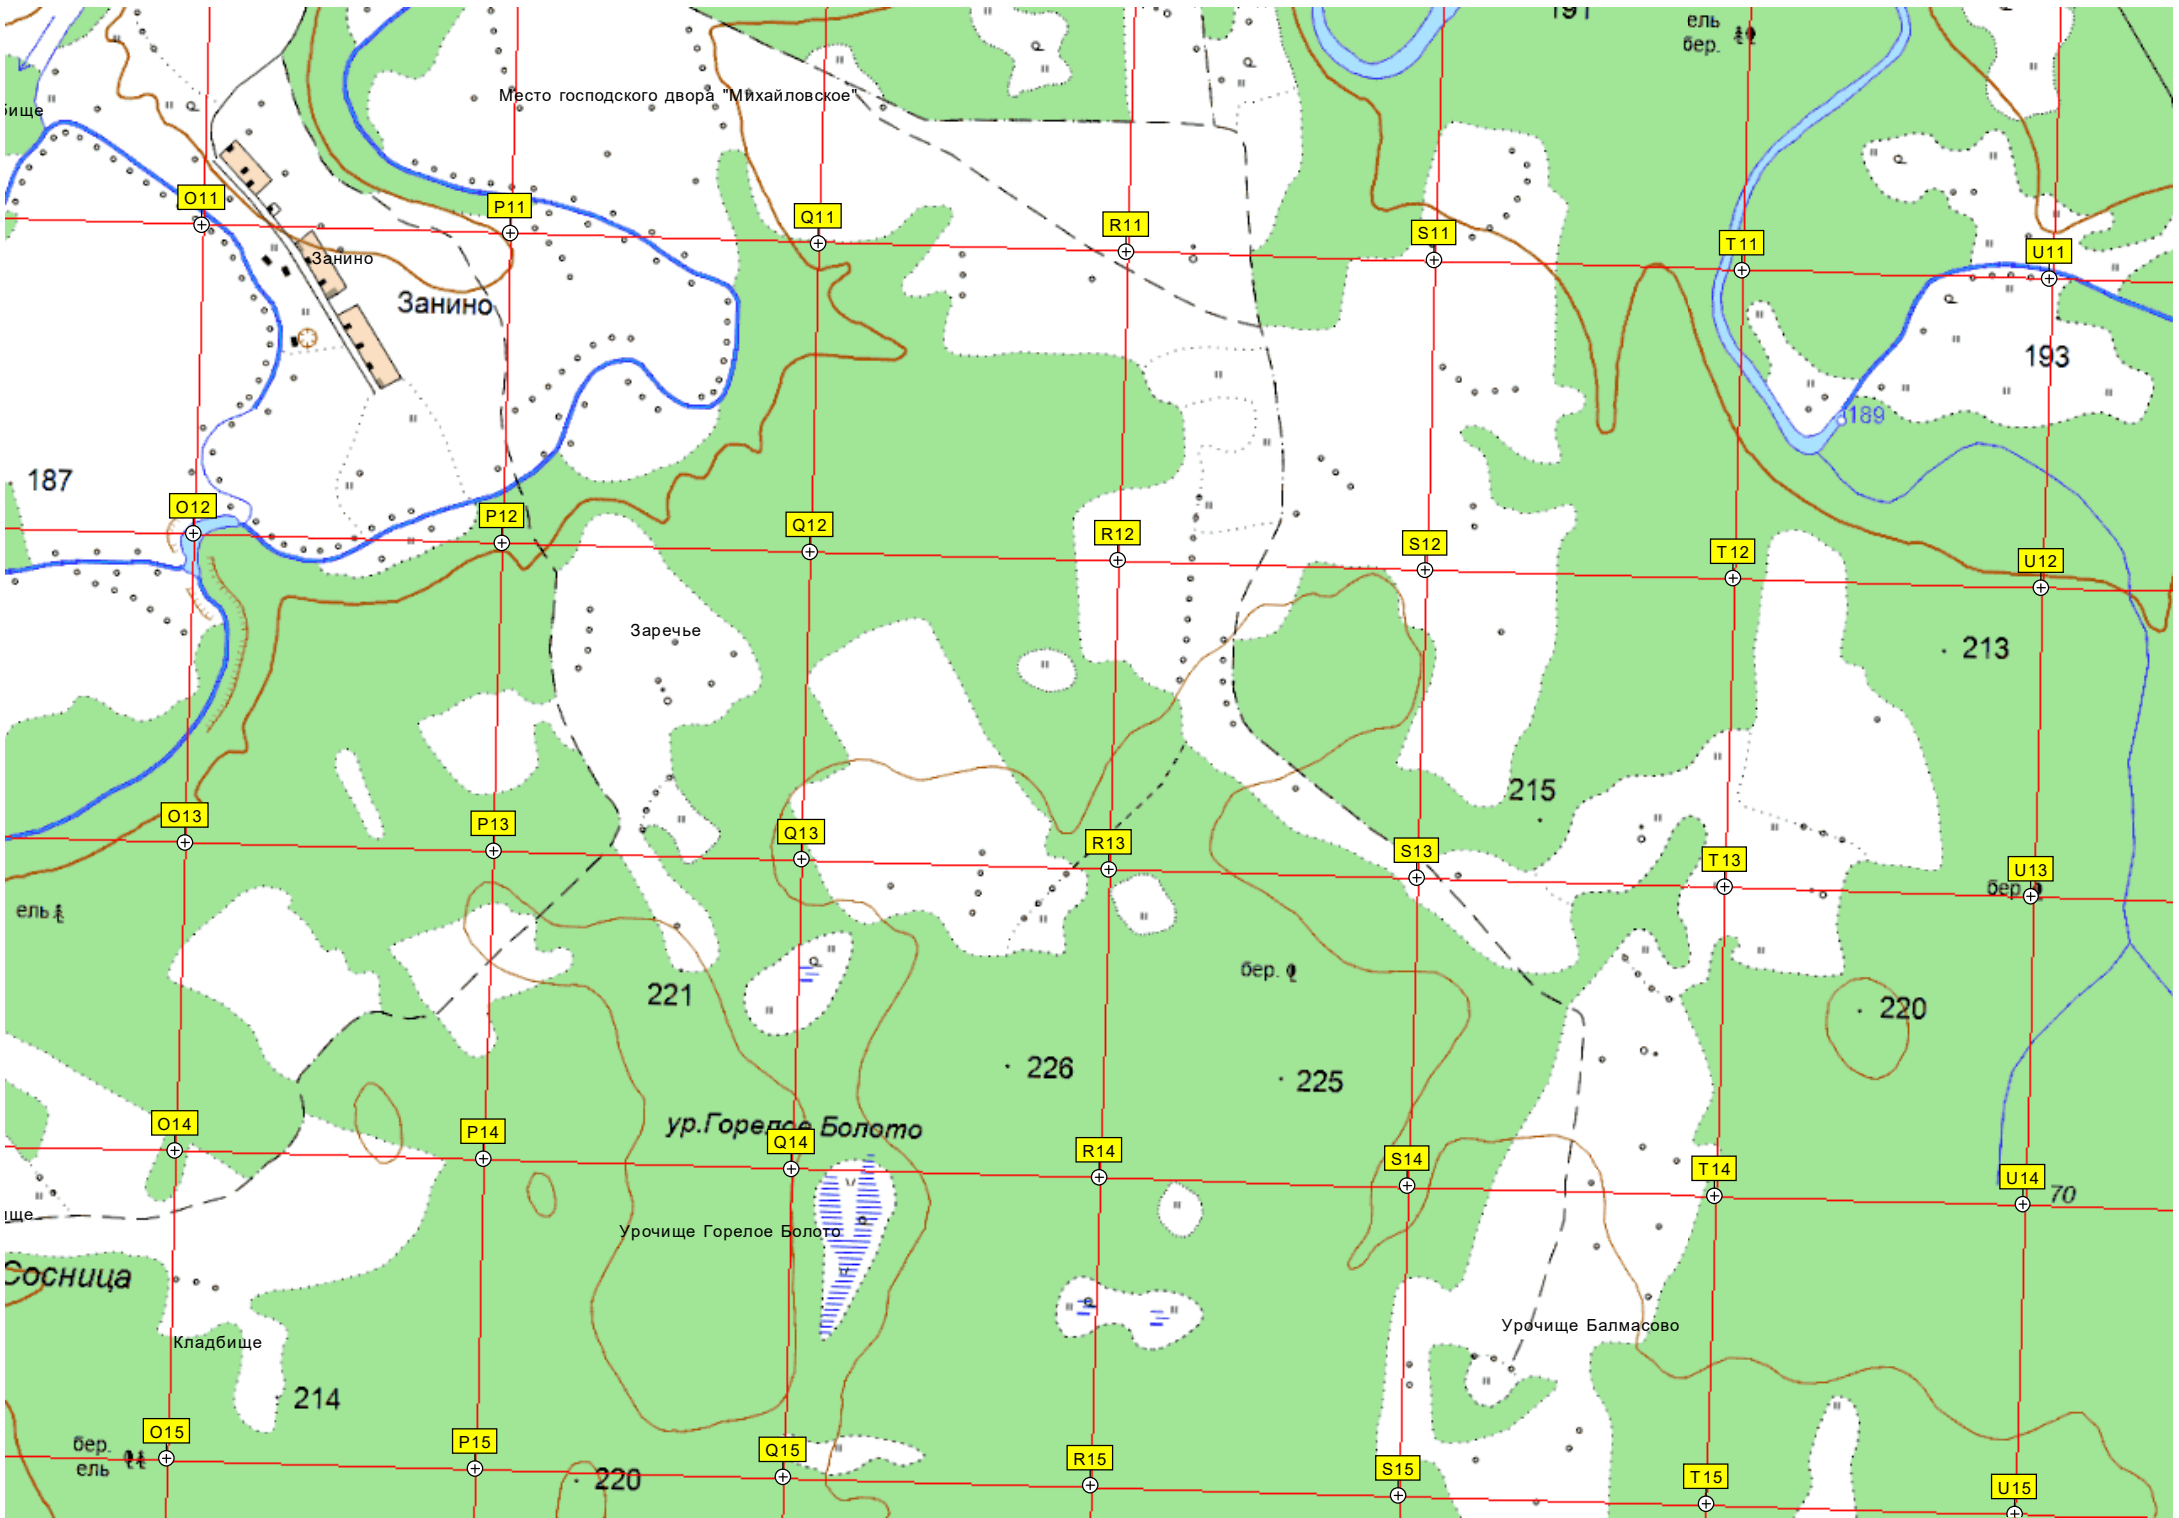 191
ель
бер.
Место господского двора "Михайловское"
бище
O11
P11
Q11
R11
S11
T11
U11
Занино
Занино
193
189
187
O12
P12
Q12
R12
S12
T12
U12
Заречье
213
215
O13
P13
Q13
R13
S13
T13
U13
бер.
ель
бер.
221
220
226
225
ур.Горелое Болото
O14
P14
Q14
R14
S14
T14
U14
70
ище
Урочище Горелое Болото
Сосница
Урочище Балмасово
Кладбище
214
O15
P15
Q15
R15
S15
T15
U15
бер.
ель
220